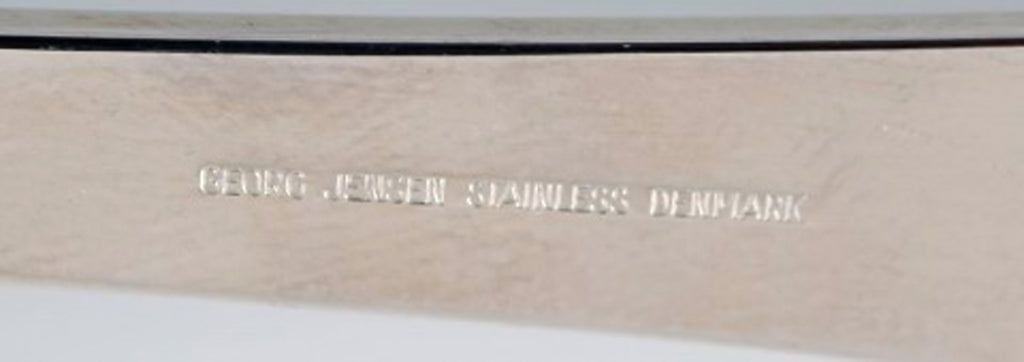 GEORG JENSEN STAINLESS DENMARK